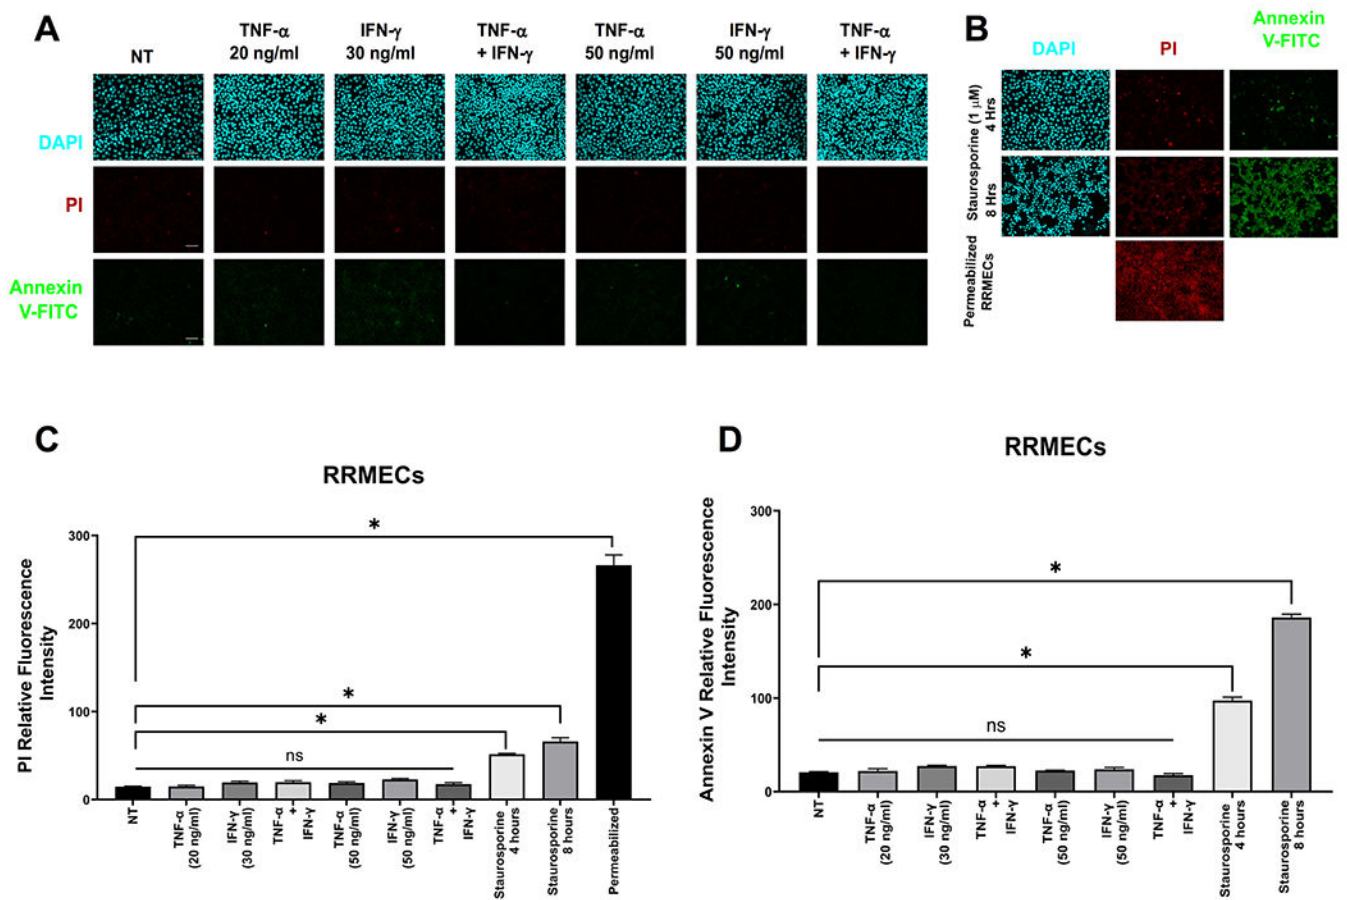 A
NT
TNF-α
20 ng/ml
IFN-γ
30 ng/ml
TNF-α
+ IFN-γ
TNF-α
50 ng/ml
IFN-γ
50 ng/ml
TNF-α
+ IFN-γ
DAPI
PI
Annexin
V-FITC
B
DAPI
PI
Annexin
V-FITC
Staurosporine (1 μM)
4 Hrs
8 Hrs
Permeabilized
RRMECs
C
RRMECs
PI Relative Fluorescence
Intensity
300
200
100
0
*
*
*
ns
NT
TNF-α
(20 ng/ml)
IFN-γ
(30 ng/ml)
TNF-α
+
IFN-γ
TNF-α
(50 ng/ml)
IFN-γ
(50 ng/ml)
TNF-α
+
IFN-γ
Staurosporine
4 hours
Staurosporine
8 hours
Permeabilized
D
RRMECs
Annexin V Relative Fluorescence
Intensity
300
200
100
0
*
*
ns
NT
TNF-α
(20 ng/ml)
IFN-γ
(30 ng/ml)
TNF-α
+
IFN-γ
TNF-α
(50 ng/ml)
IFN-γ
(50 ng/ml)
TNF-α
+
IFN-γ
Staurosporine
4 hours
Staurosporine
8 hours